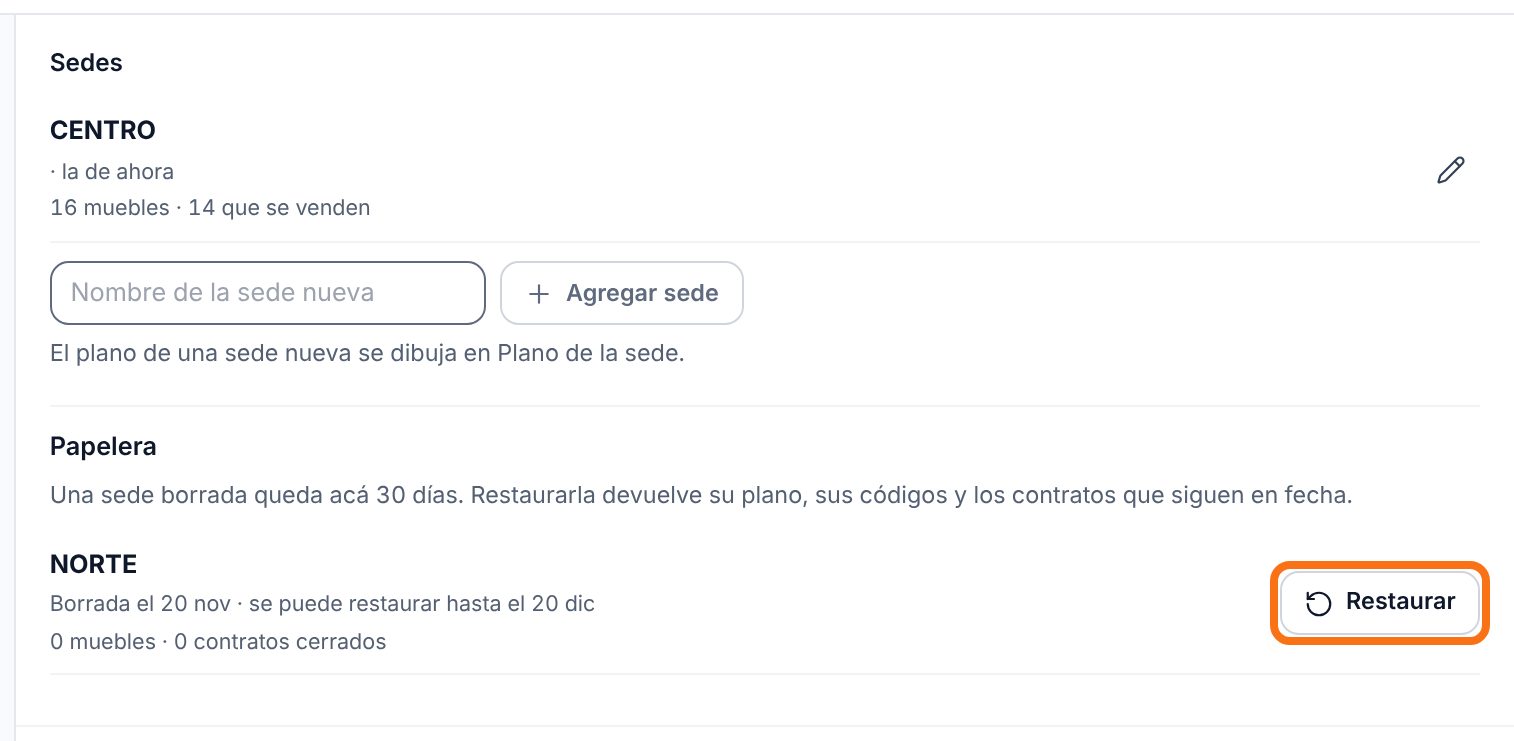 Sedes
CENTRO
· la de ahora
16 muebles · 14 que se venden
Nombre de la sede nueva
+ Agregar sede
El plano de una sede nueva se dibuja en Plano de la sede.
Papelera
Una sede borrada queda acá 30 días. Restaurarla devuelve su plano, sus códigos y los contratos que siguen en fecha.
NORTE
Borrada el 20 nov · se puede restaurar hasta el 20 dic
0 muebles · 0 contratos cerrados
Restaurar